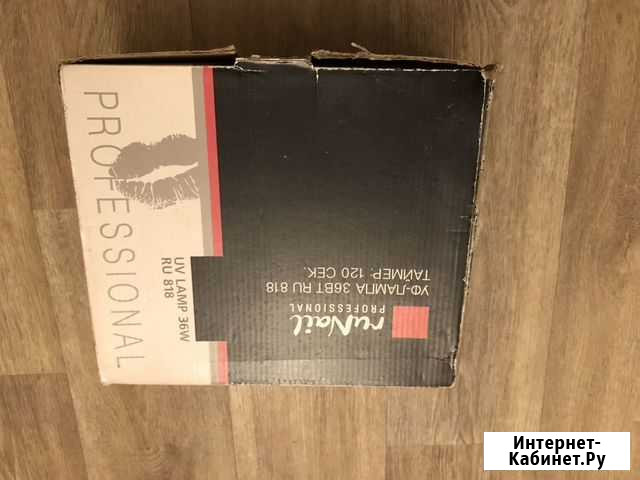 PROFESSIONAL
UV LAMP 36W
RU 818
ruNail
PROFESSIONAL
УФ-ЛАМПА 36ВТ RU 818
ТАЙМЕР: 120 СЕК.
Интернет-
Кабинет.Ру